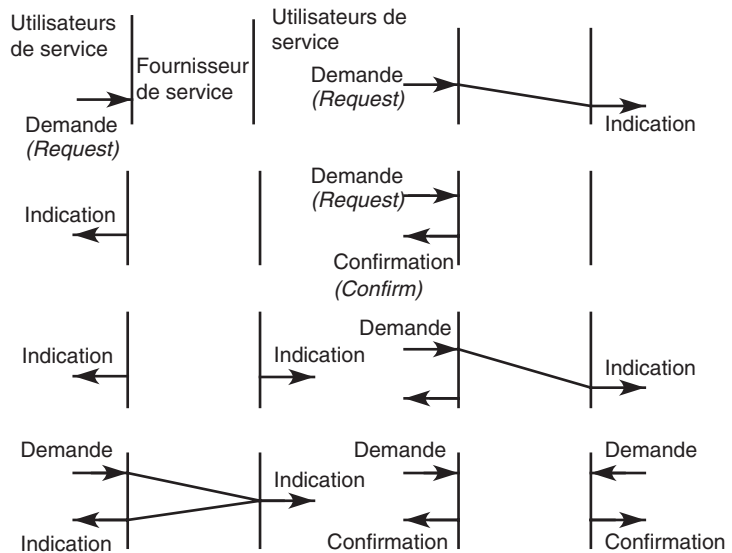 Utilisateurs
de service
Fournisseur
de service
Utilisateurs de
service
Demande
(Request)
Demande
(Request)
Indication
Indication
Demande
(Request)
Confirmation
(Confirm)
Indication
Indication
Demande
Indication
Demande
Indication
Indication
Demande
Confirmation
Demande
Confirmation